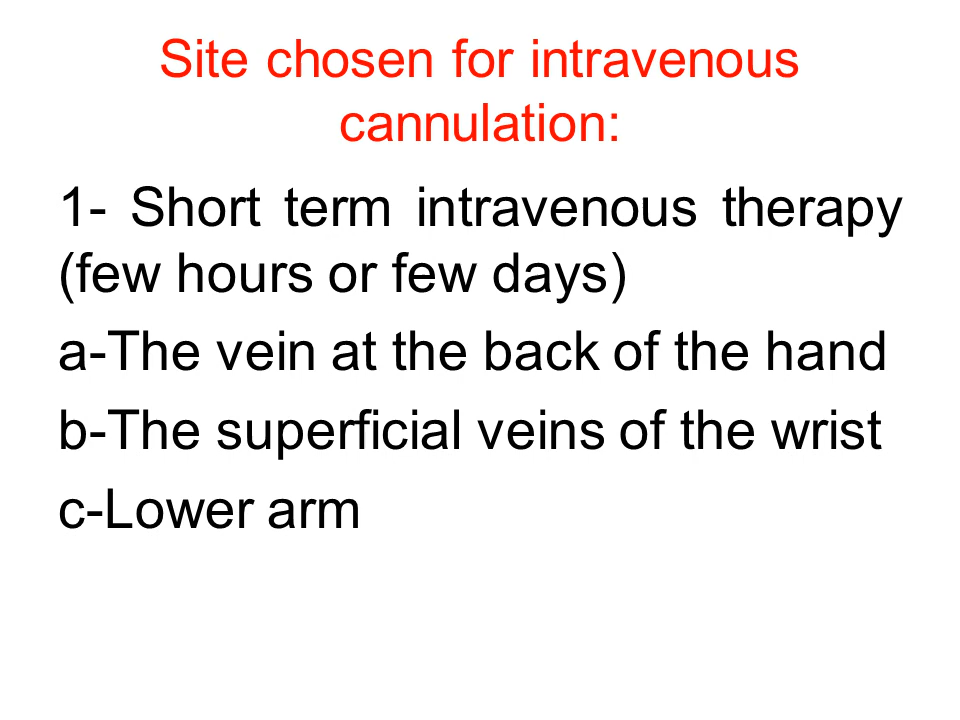 Site chosen for intravenous
cannulation:
1- Short term intravenous therapy
(few hours or few days)
a-The vein at the back of the hand
b-The superficial veins of the wrist
c-Lower arm